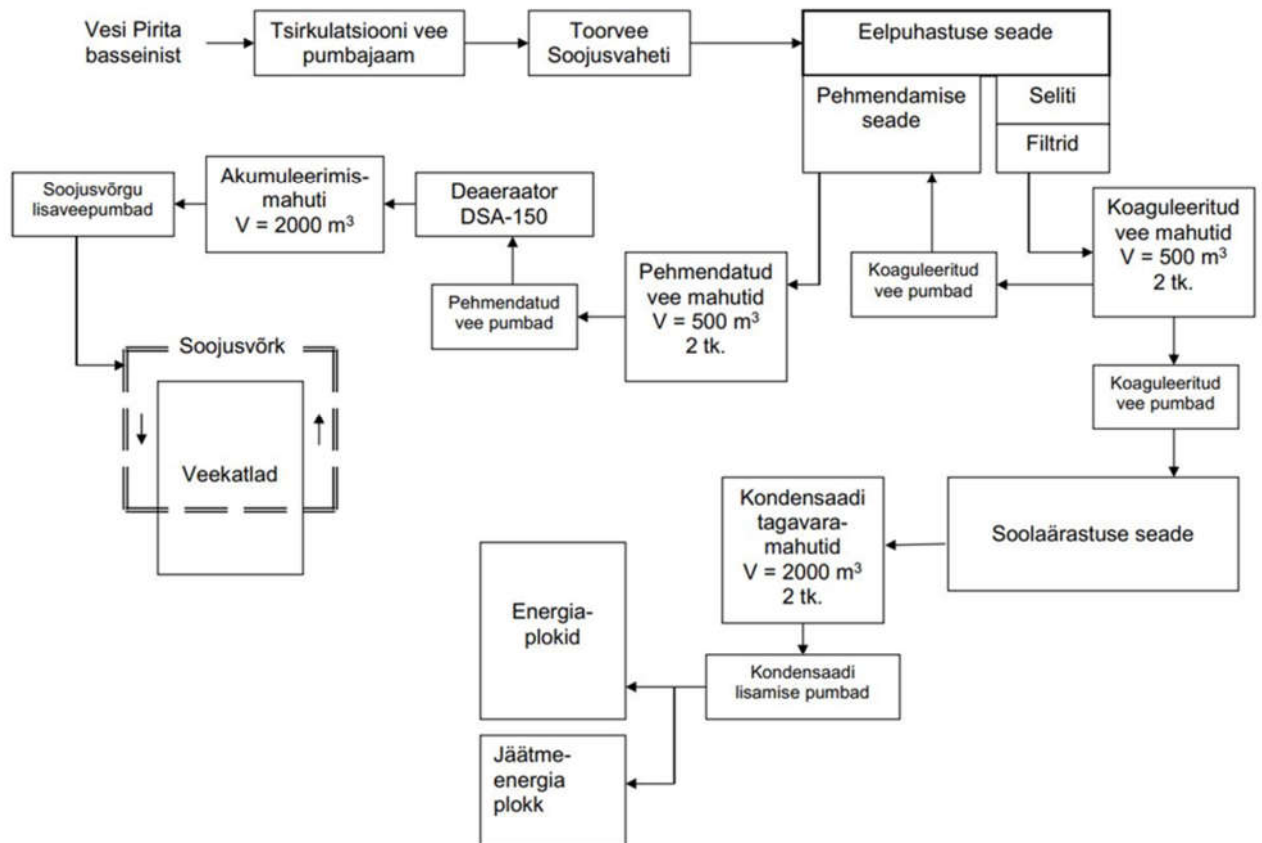 Vesi Pirita
basseinist
Tsirkulatsiooni vee
pumbajaam
Toorvee
Soojusvaheti
Eelpuhastuse seade
Pehmendamise
seade
Seliti
Filtrid
Soojusvõrgu
lisaveepumbad
Akumuleerimis-
mahuti
V = 2000 m³
Deaeraator
DSA-150
Pehmendatud
vee pumbad
Pehmendatud
vee mahutid
V = 500 m³
2 tk.
Koaguleeritud
vee pumbad
Koaguleeritud
vee mahutid
V = 500 m³
2 tk.
Koaguleeritud
vee pumbad
Soojusvõrk
Veekatlad
Kondensaadi
tagavara-
mahutid
V = 2000 m³
2 tk.
Soolaärastuse seade
Energia-
plokid
Kondensaadi
lisamise pumbad
Jäätme-
energia
plokk